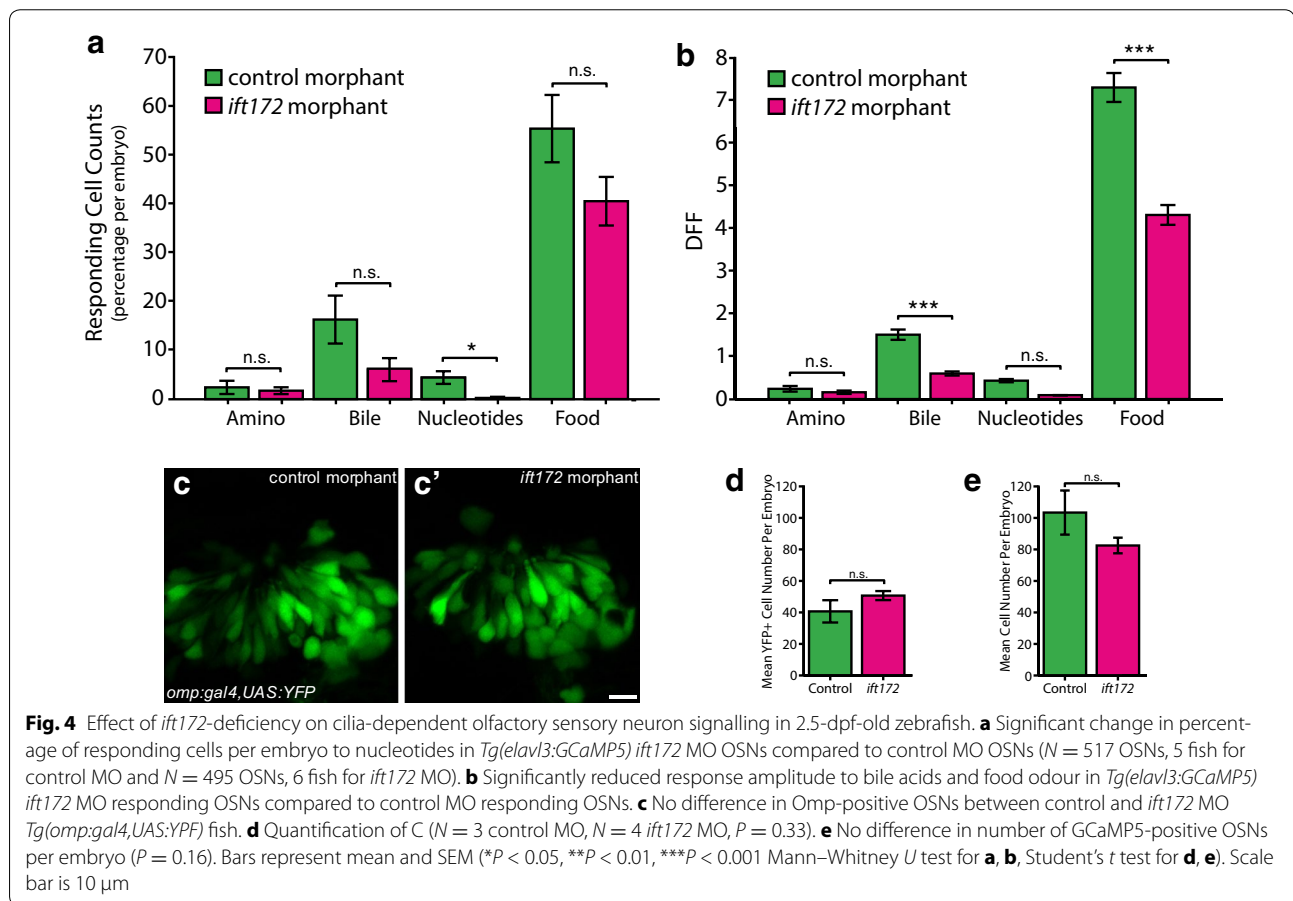 a
70
60
50
40
30
20
10
0
Responding Cell Counts
(percentage per embryo)
control morphant
ift172 morphant
n.s.
n.s.
*
n.s.
Amino Bile Nucleotides Food
b
8
7
6
5
4
3
2
1
0
DFF
control morphant
ift172 morphant
n.s.
***
n.s.
***
Amino Bile Nucleotides Food
c
control morphant
omp:gal4,UAS:YFP
c'
ift172 morphant
d
120
100
80
60
40
20
0
Mean YFP+ Cell Number Per Embryo
n.s.
Control ift172
e
120
100
80
60
40
20
0
Mean Cell Number Per Embryo
n.s.
Control ift172
Fig. 4 Effect of ift172-deficiency on cilia-dependent olfactory sensory neuron signalling in 2.5-dpf-old zebrafish. a Significant change in percent-
age of responding cells per embryo to nucleotides in Tg(elavl3:GCaMP5) ift172 MO OSNs compared to control MO OSNs (N = 517 OSNs, 5 fish for
control MO and N = 495 OSNs, 6 fish for ift172 MO). b Significantly reduced response amplitude to bile acids and food odour in Tg(elavl3:GCaMP5)
ift172 MO responding OSNs compared to control MO responding OSNs. c No difference in Omp-positive OSNs between control and ift172 MO
Tg(omp:gal4,UAS:YPF) fish. d Quantification of C (N = 3 control MO, N = 4 ift172 MO, P = 0.33). e No difference in number of GCaMP5-positive OSNs
per embryo (P = 0.16). Bars represent mean and SEM (*P < 0.05, **P < 0.01, ***P < 0.001 Mann–Whitney U test for a, b, Student's t test for d, e). Scale
bar is 10 μm